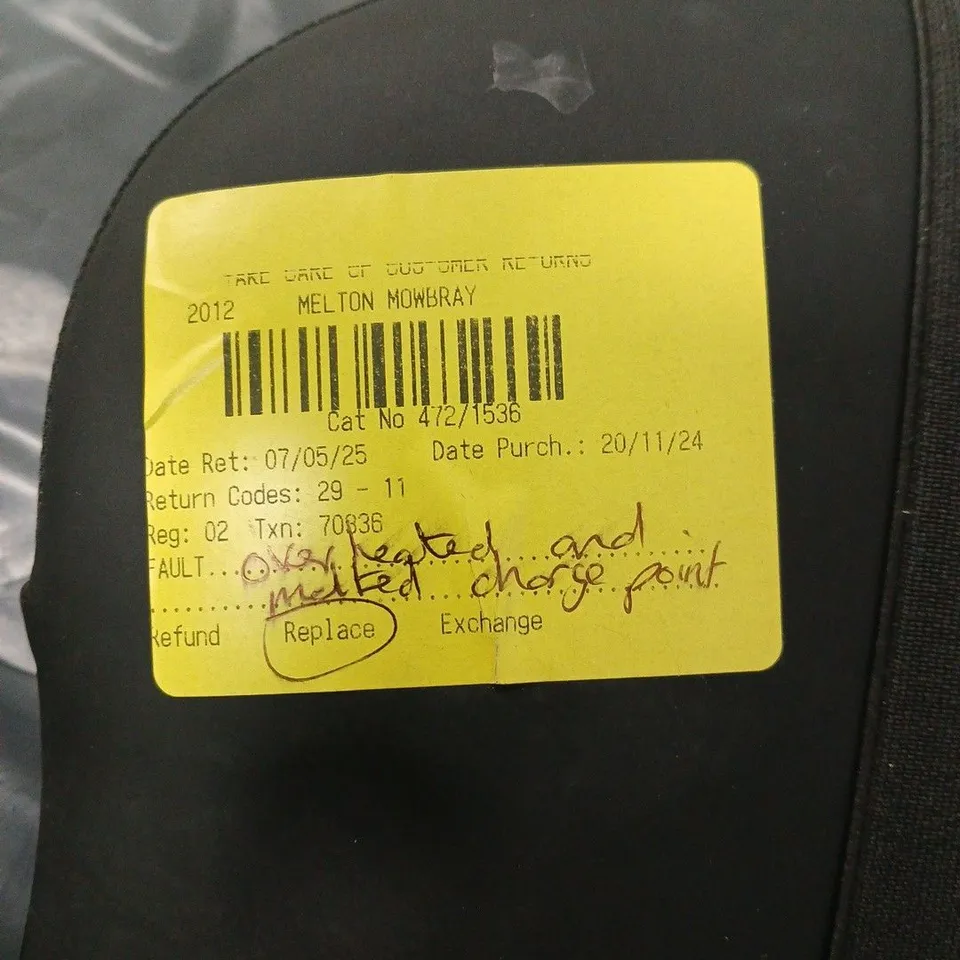 TAKE CARE OF CUSTOMER RETURNS
2012 MELTON MOWBRAY
Cat No 472/1536
Date Ret: 07/05/25 Date Purch.: 20/11/24
Return Codes: 29 - 11
Reg: 02 Txn: 70836
FAULT...over heated and
melted charge point
Refund Replace Exchange